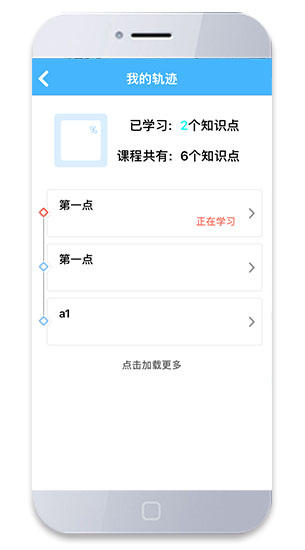 我的轨迹
%
已学习：2个知识点
课程共有：6个知识点
第一点
正在学习
第一点
a1
点击加载更多